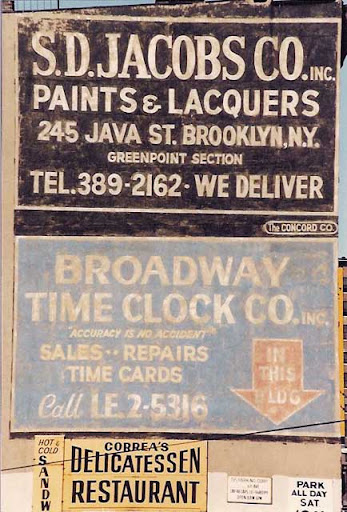 S.D. JACOBS CO. INC.
PAINTS & LACQUERS
245 JAVA ST. BROOKLYN, N.Y.
GREENPOINT SECTION
TEL. 389-2162 · WE DELIVER
The CONCORD CO.
BROADWAY
TIME CLOCK CO. INC.
"ACCURACY IS NO ACCIDENT"
SALES·· REPAIRS
TIME CARDS
Call LE. 2-5316
IN
THIS
BLDG
HOT &
COLD
SANDW
CORREA'S
DELICATESSEN
RESTAURANT
PARK
ALL DAY
SAT